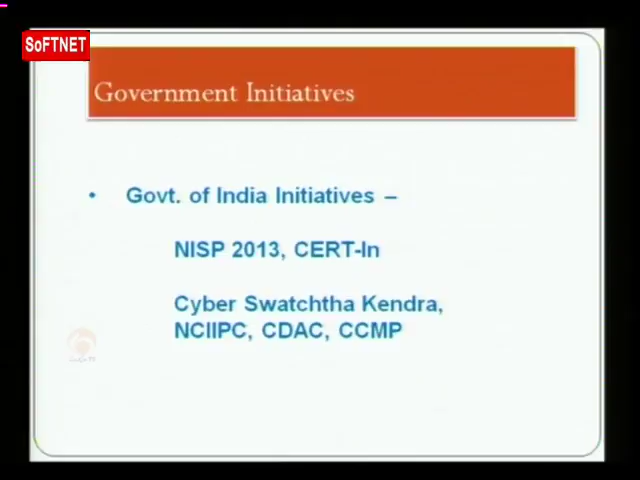 SoFTNET
Government Initiatives
• Govt. of India Initiatives –
NISP 2013, CERT-In
Cyber Swatchtha Kendra,
NCIIPC, CDAC, CCMP